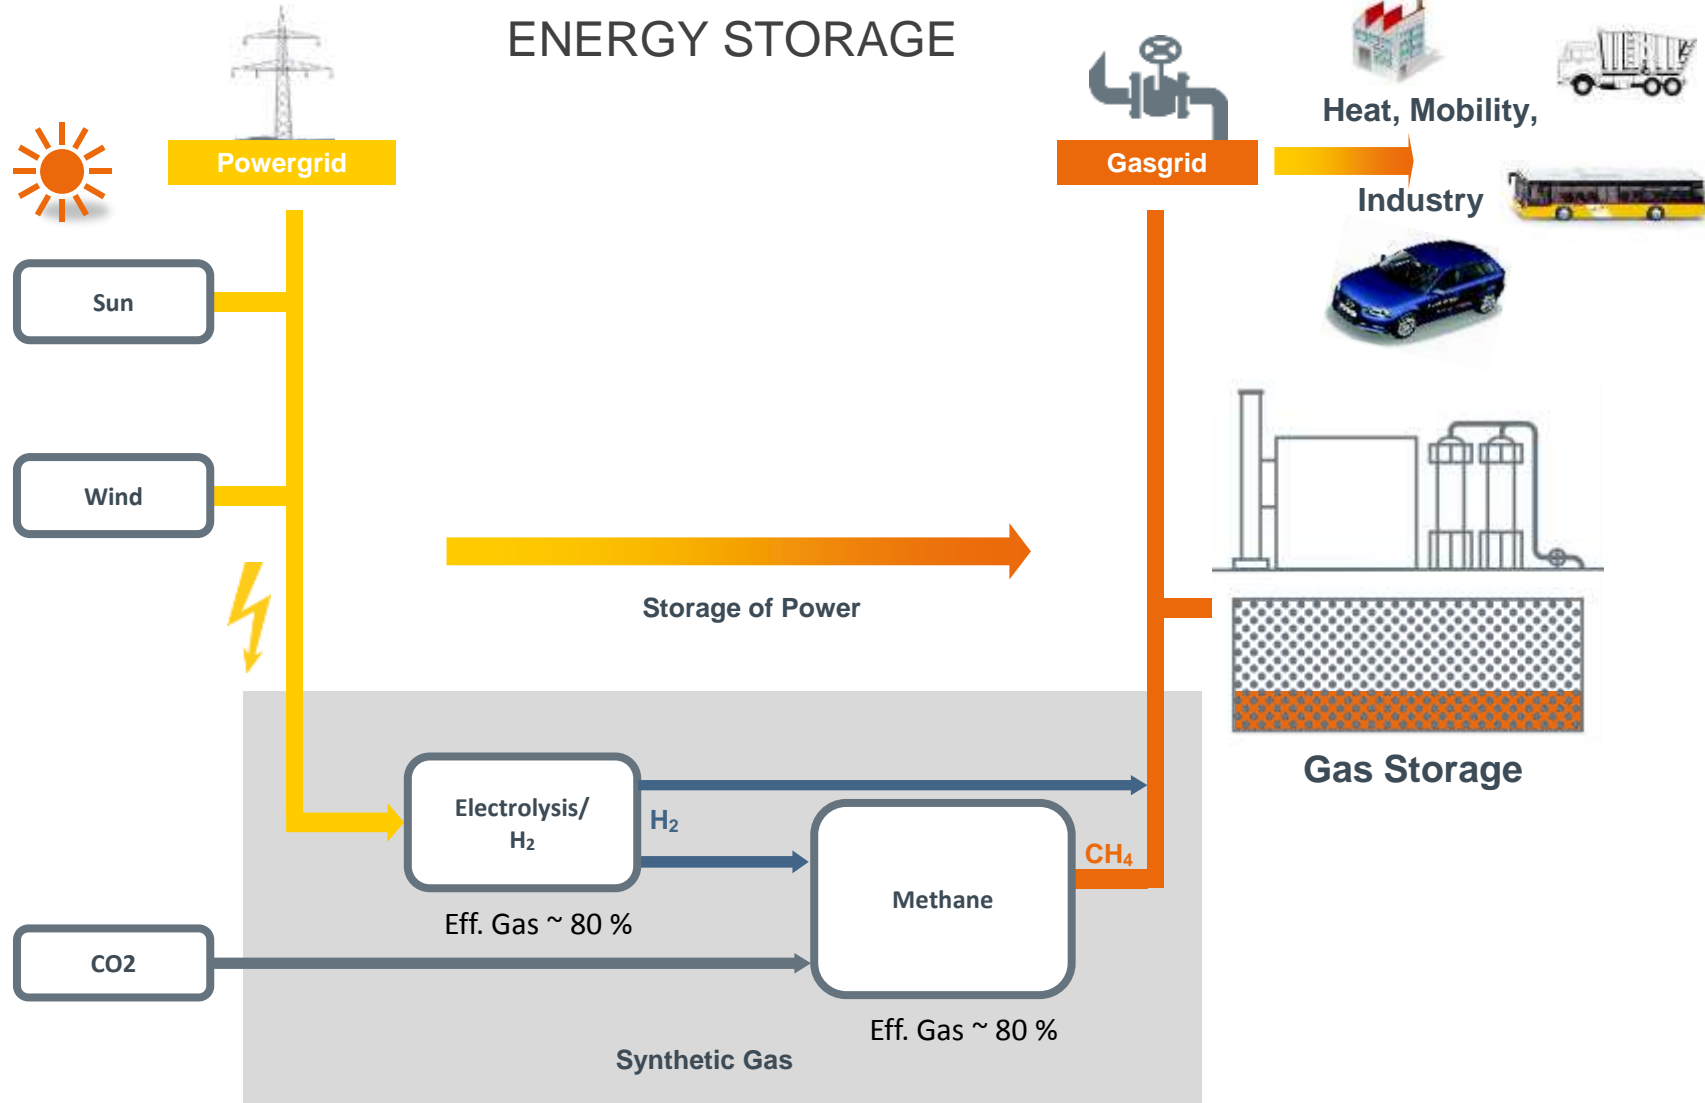 ENERGY STORAGE
Powergrid
Gasgrid
Heat, Mobility,
Industry
Sun
Wind
Storage of Power
Gas Storage
Electrolysis/
H₂
H₂
CH₄
Methane
Eff. Gas ~ 80 %
CO2
Eff. Gas ~ 80 %
Synthetic Gas